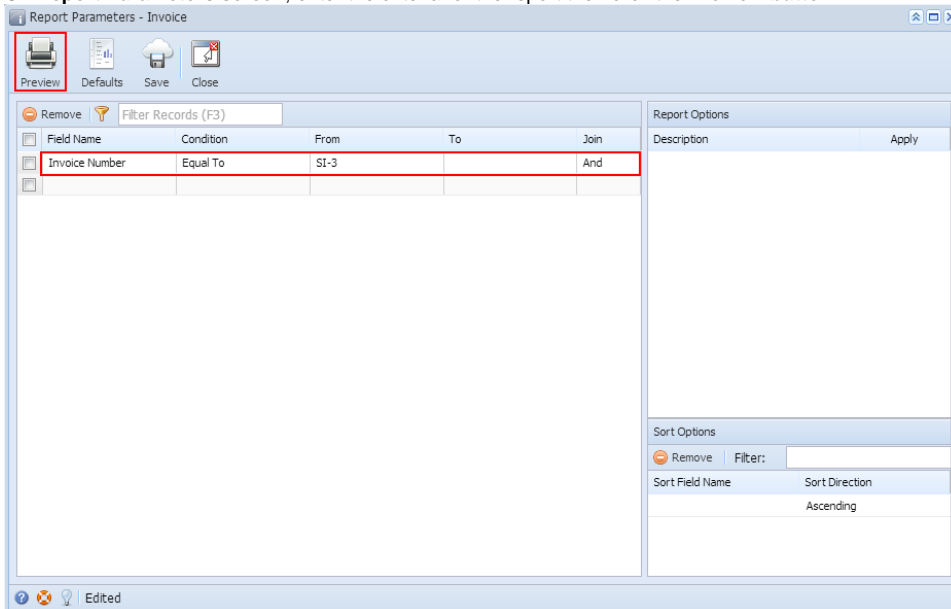 Report Parameters - Invoice
Preview Defaults Save Close
Remove Filter Records (F3)
Field Name Condition From To Join
Invoice Number Equal To SI-3 And
Report Options
Description Apply
Sort Options
Remove Filter:
Sort Field Name Sort Direction
Ascending
Edited